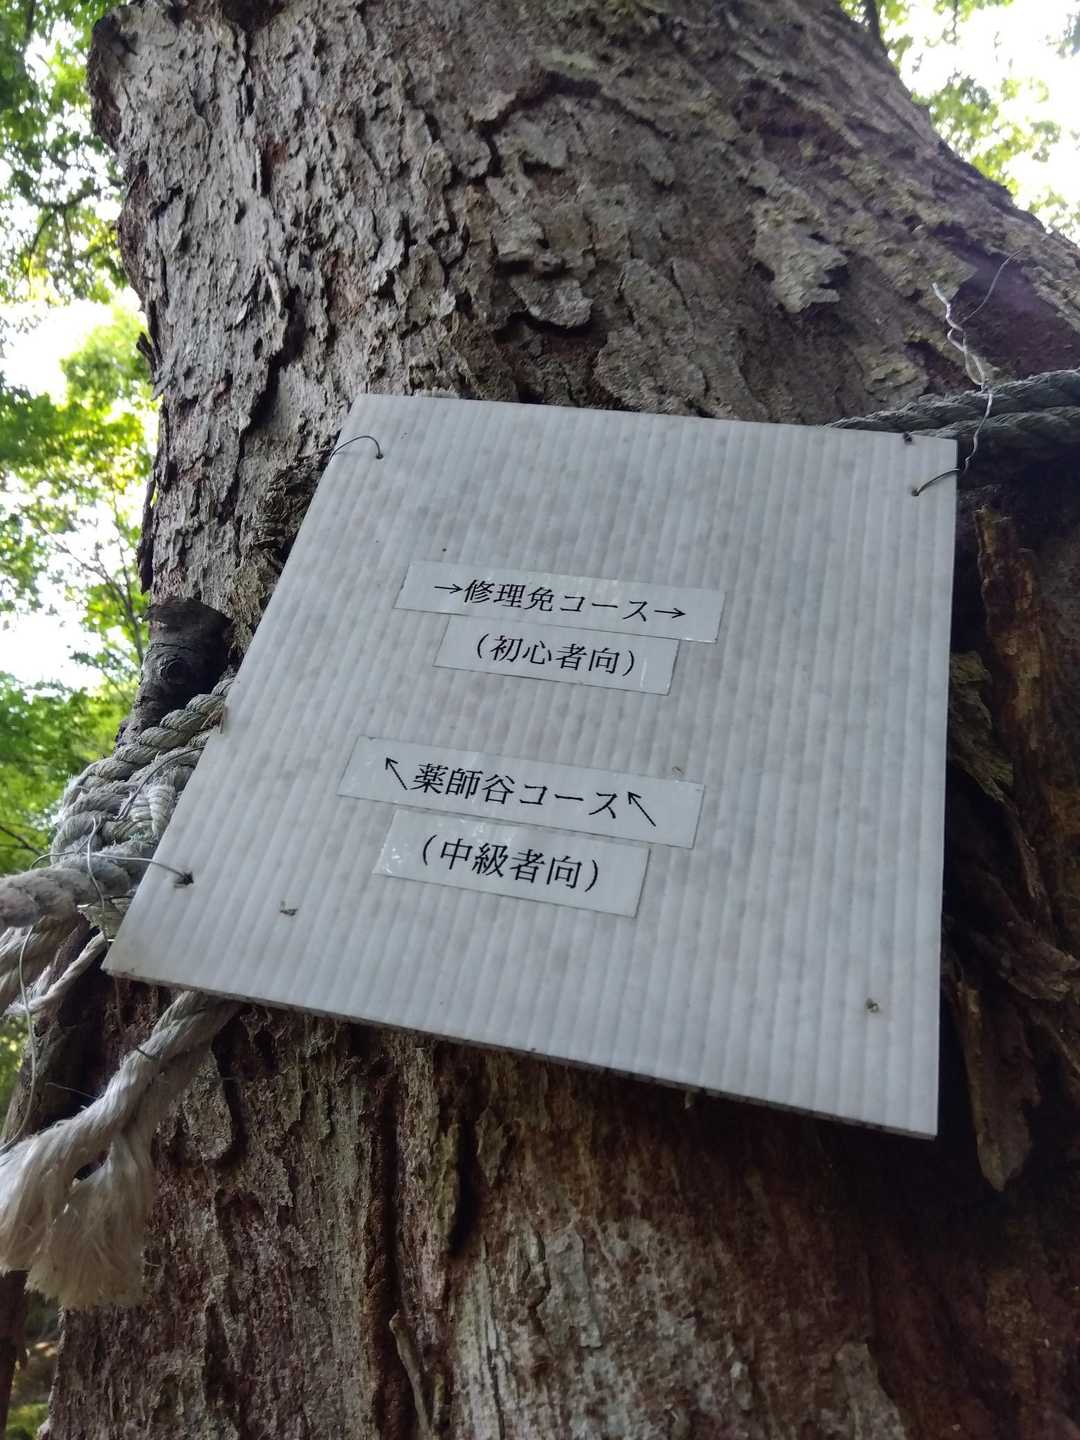 →修理免コース→
（初心者向）
↖薬師谷コース↖
（中級者向）